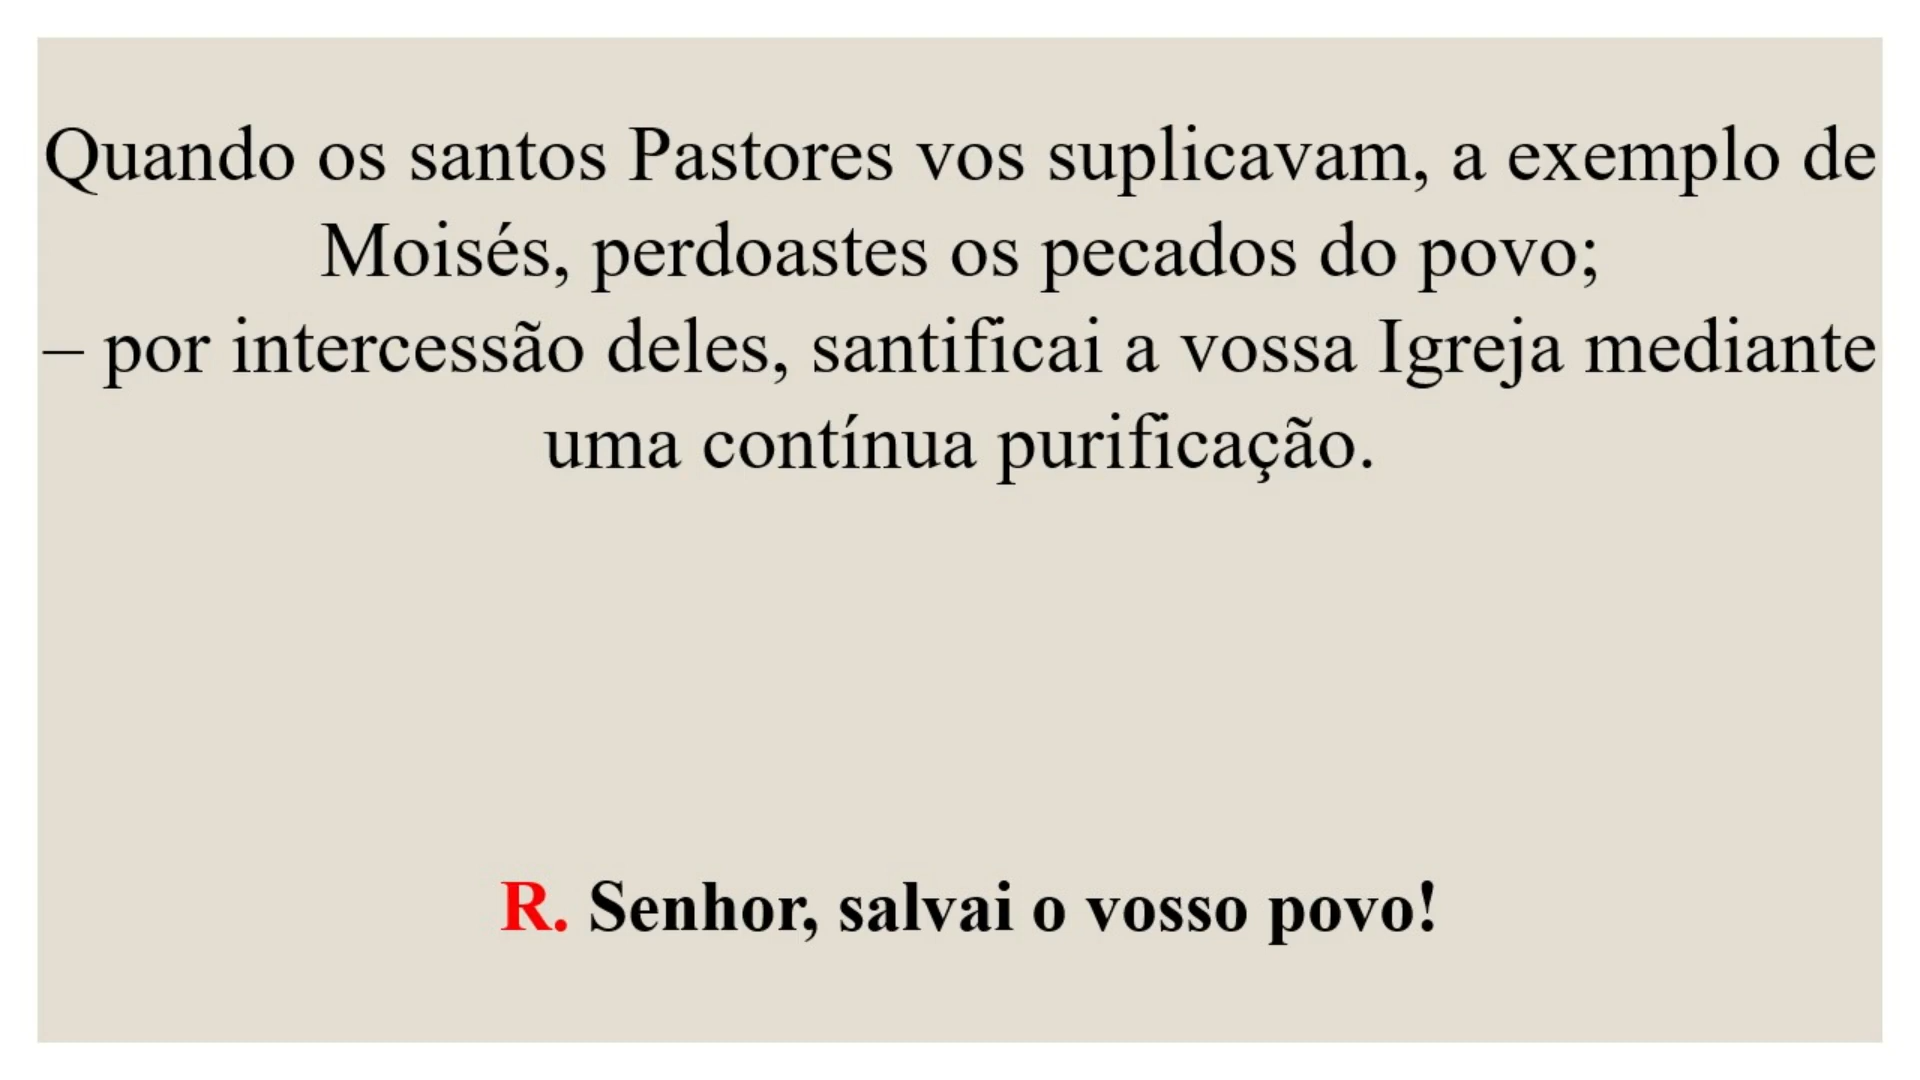 Quando os santos Pastores vos suplicavam, a exemplo de
Moisés, perdoastes os pecados do povo;
– por intercessão deles, santificai a vossa Igreja mediante
uma contínua purificação.
R. Senhor, salvai o vosso povo!